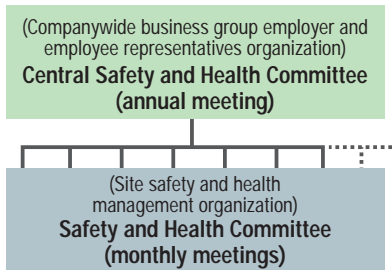 (Companywide business group employer and
employee representatives organization)
Central Safety and Health Committee
(annual meeting)
(Site safety and health
management organization)
Safety and Health Committee
(monthly meetings)